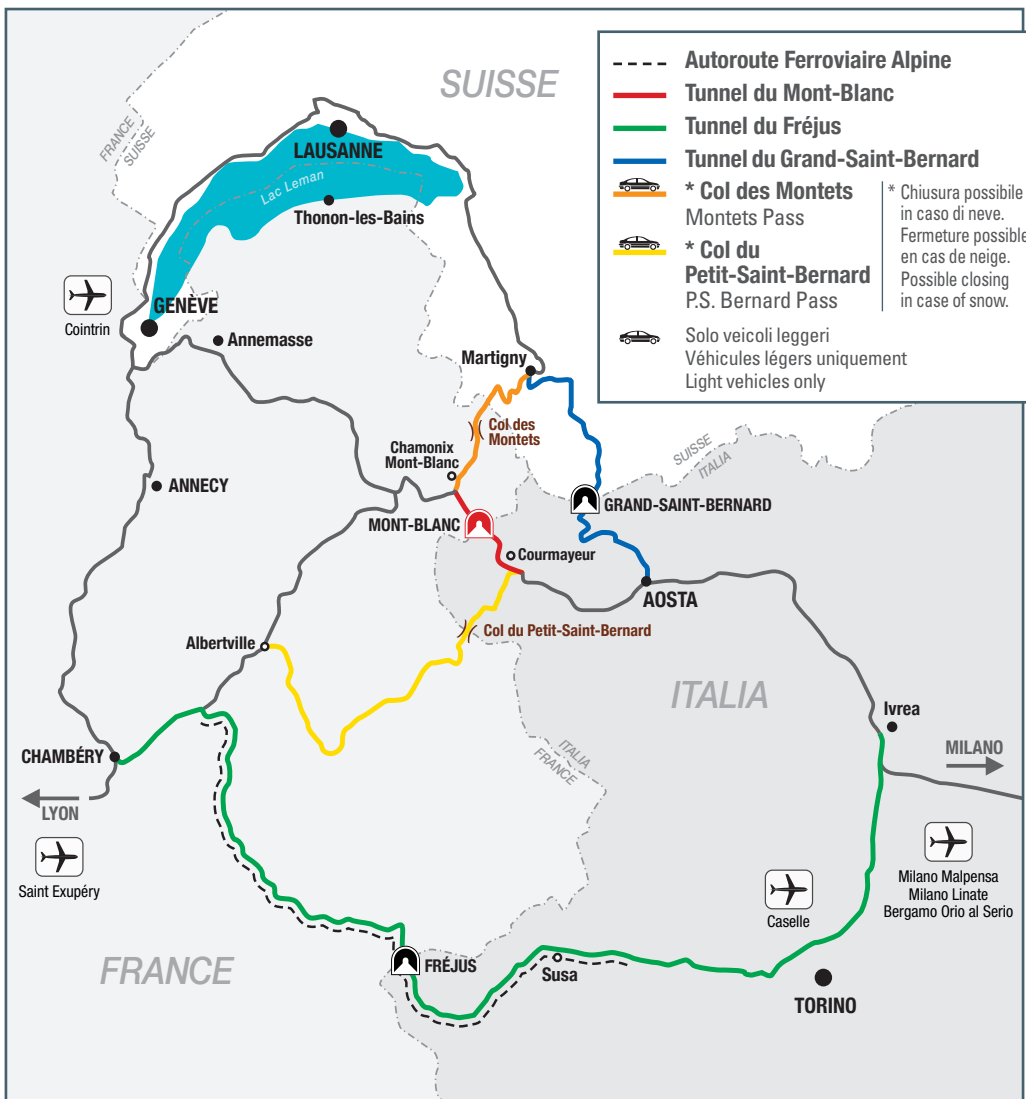 SUISSE
FRANCE
SUISSE
LAUSANNE
Lac Leman
Thonon-les-Bains
GENÈVE
Cointrin
Annemasse
Martigny
Col des
Montets
Chamonix
Mont-Blanc
SUISSE
ITALIA
ANNECY
MONT-BLANC
GRAND-SAINT-BERNARD
Courmayeur
AOSTA
Albertville
Col du Petit-Saint-Bernard
ITALIA
Ivrea
ITALIA
FRANCE
CHAMBÉRY
MILANO
LYON
Saint Exupéry
Milano Malpensa
Milano Linate
Bergamo Orio al Serio
Caselle
FRANCE
FRÉJUS
Susa
TORINO
Autoroute Ferroviaire Alpine
Tunnel du Mont-Blanc
Tunnel du Fréjus
Tunnel du Grand-Saint-Bernard
* Col des Montets
Montets Pass
* Col du
Petit-Saint-Bernard
P.S. Bernard Pass
* Chiusura possibile
in caso di neve.
Fermeture possible
en cas de neige.
Possible closing
in case of snow.
Solo veicoli leggeri
Véhicules légers uniquement
Light vehicles only